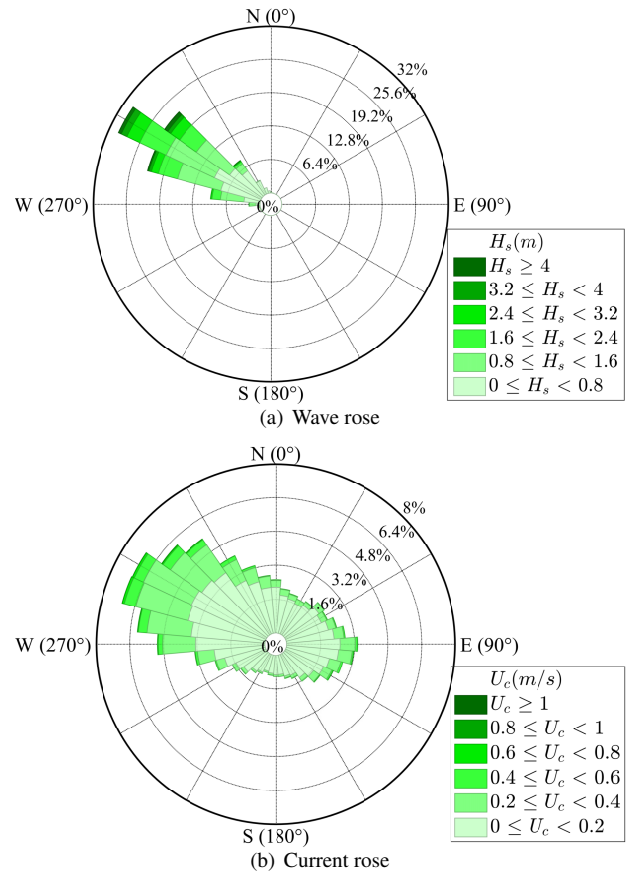 N (0°)
32%
25.6%
19.2%
12.8%
6.4%
W (270°)
0%
E (90°)
H_s(m)
H_s ≥ 4
3.2 ≤ H_s < 4
2.4 ≤ H_s < 3.2
1.6 ≤ H_s < 2.4
0.8 ≤ H_s < 1.6
0 ≤ H_s < 0.8
S (180°)
(a) Wave rose
N (0°)
8%
6.4%
4.8%
3.2%
1.6%
W (270°)
0%
E (90°)
U_c(m/s)
U_c ≥ 1
0.8 ≤ U_c < 1
0.6 ≤ U_c < 0.8
0.4 ≤ U_c < 0.6
0.2 ≤ U_c < 0.4
0 ≤ U_c < 0.2
S (180°)
(b) Current rose